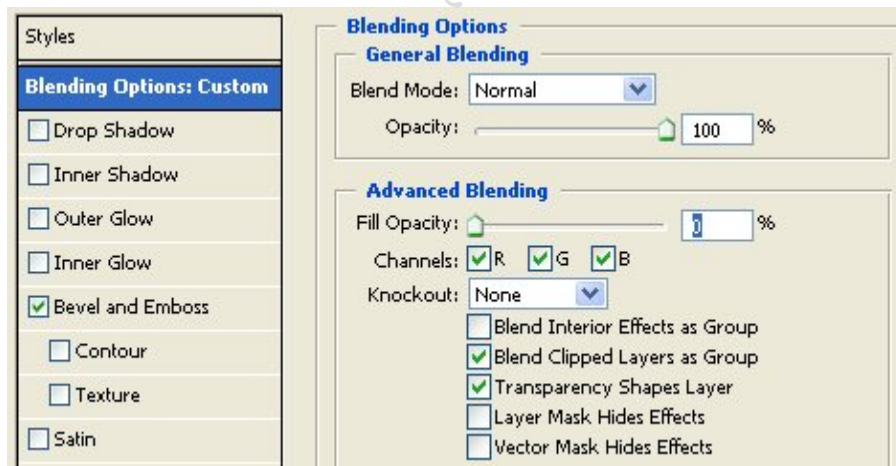 Styles
Blending Options: Custom
Drop Shadow
Inner Shadow
Outer Glow
Inner Glow
Bevel and Emboss
Contour
Texture
Satin
Blending Options
General Blending
Blend Mode: Normal
Opacity: 100 %
Advanced Blending
Fill Opacity: 0 %
Channels: R G B
Knockout: None
Blend Interior Effects as Group
Blend Clipped Layers as Group
Transparency Shapes Layer
Layer Mask Hides Effects
Vector Mask Hides Effects